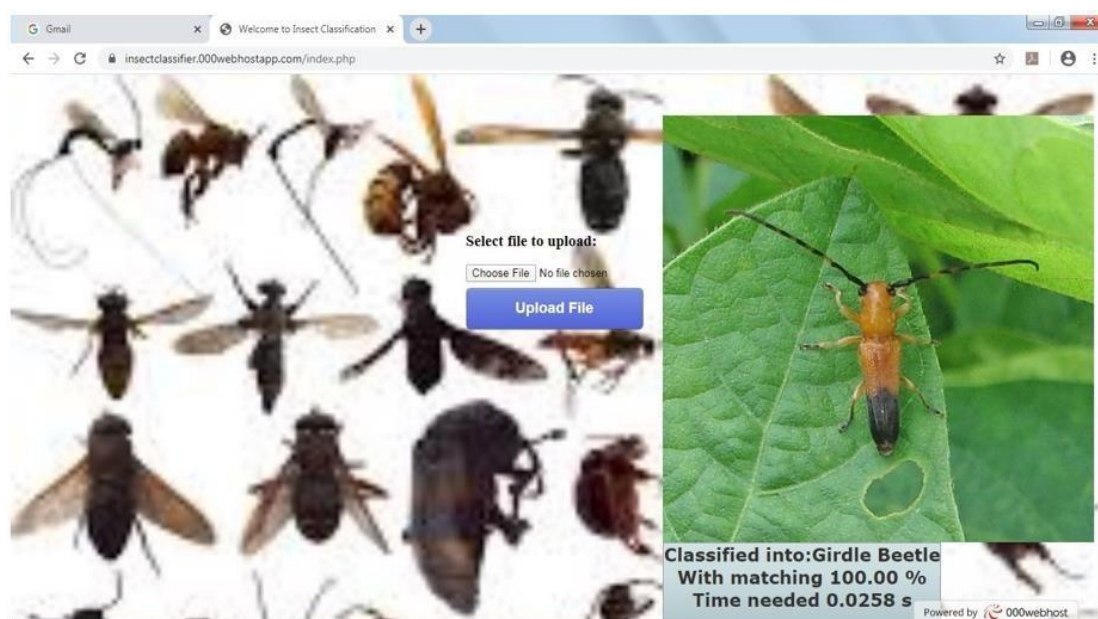 Gmail
Welcome to Insect Classification
insectclassifier.000webhostapp.com/index.php
Select file to upload:
Choose File No file chosen
Upload File
Classified into:Girdle Beetle
With matching 100.00 %
Time needed 0.0258 s
Powered by 000webhost